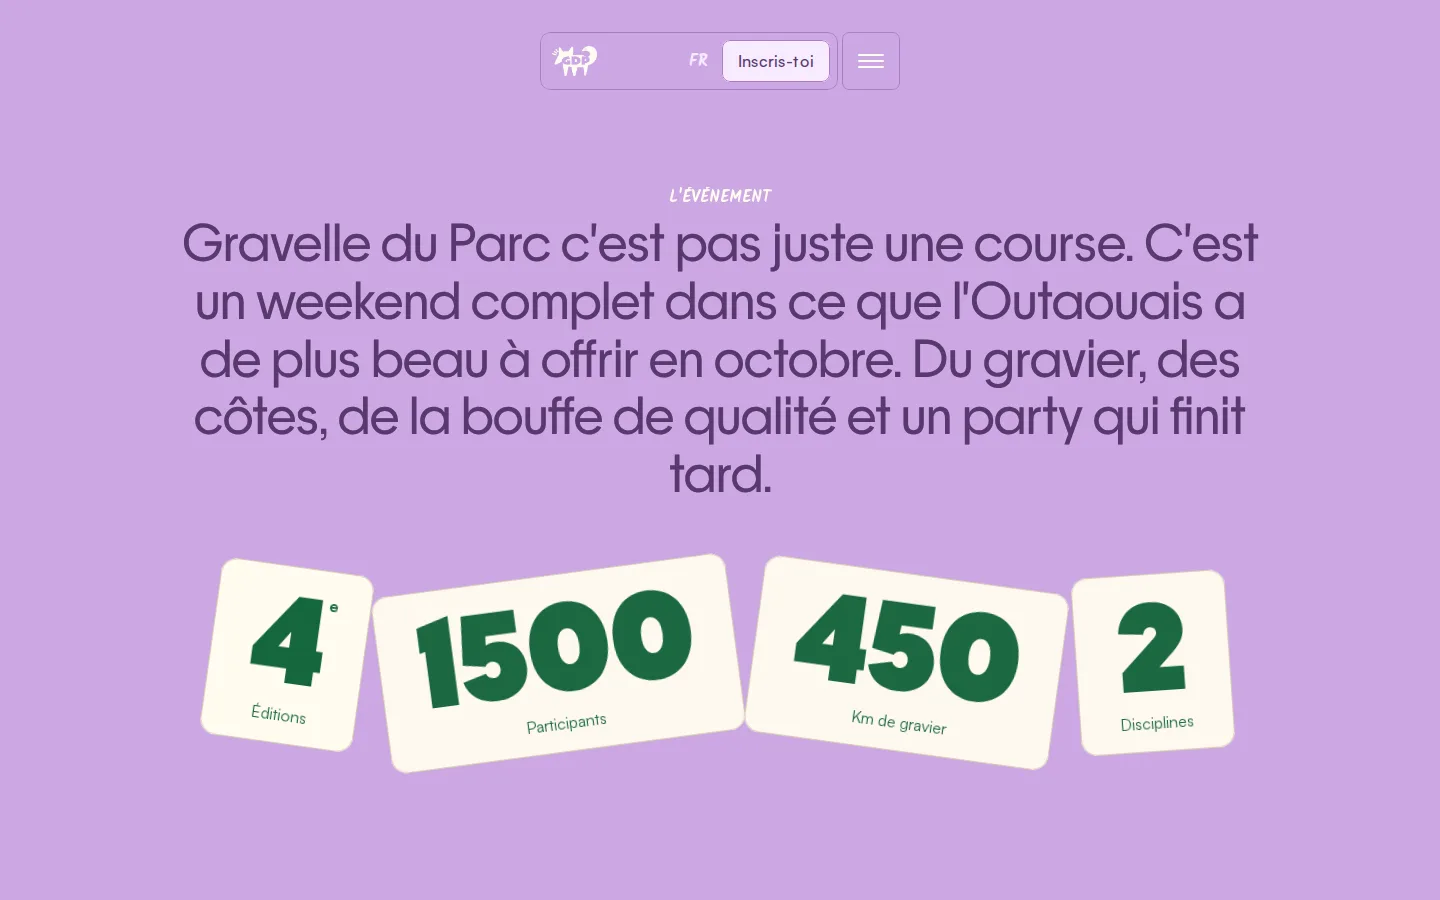 GDP
FR
Inscris-toi
L'ÉVÉNEMENT
Gravelle du Parc c'est pas juste une course. C'est
un weekend complet dans ce que l'Outaouais a
de plus beau à offrir en octobre. Du gravier, des
côtes, de la bouffe de qualité et un party qui finit
tard.
4e
Éditions
1500
Participants
450
Km de gravier
2
Disciplines